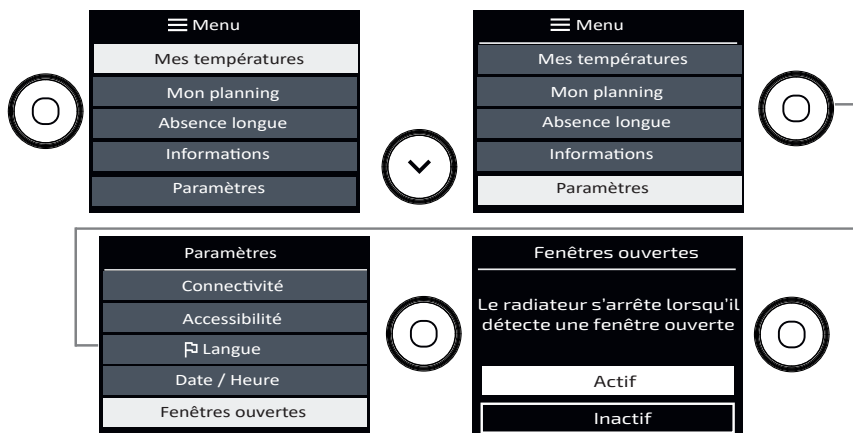 Menu
Mes températures
Mon planning
Absence longue
Informations
Paramètres
Menu
Mes températures
Mon planning
Absence longue
Informations
Paramètres
Paramètres
Connectivité
Accessibilité
Langue
Date / Heure
Fenêtres ouvertes
Fenêtres ouvertes
Le radiateur s'arrête lorsqu'il
détecte une fenêtre ouverte
Actif
Inactif